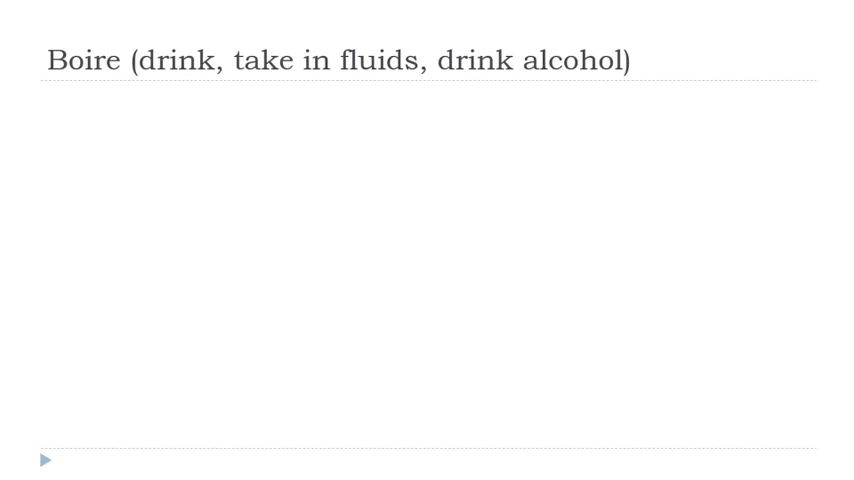 Boire (drink, take in fluids, drink alcohol)